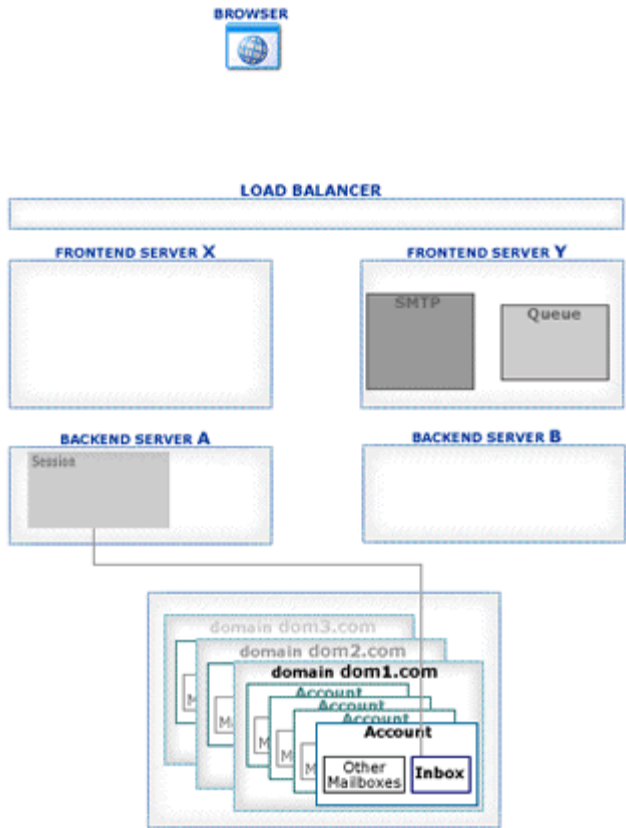 BROWSER
LOAD BALANCER
FRONTEND SERVER X
FRONTEND SERVER Y
SMTP
Queue
BACKEND SERVER A
BACKEND SERVER B
Session
domain dom3.com
domain dom2.com
domain dom1.com
Account
Account
Account
Account
M
M
M
M
M
Other
Mailboxes
Inbox